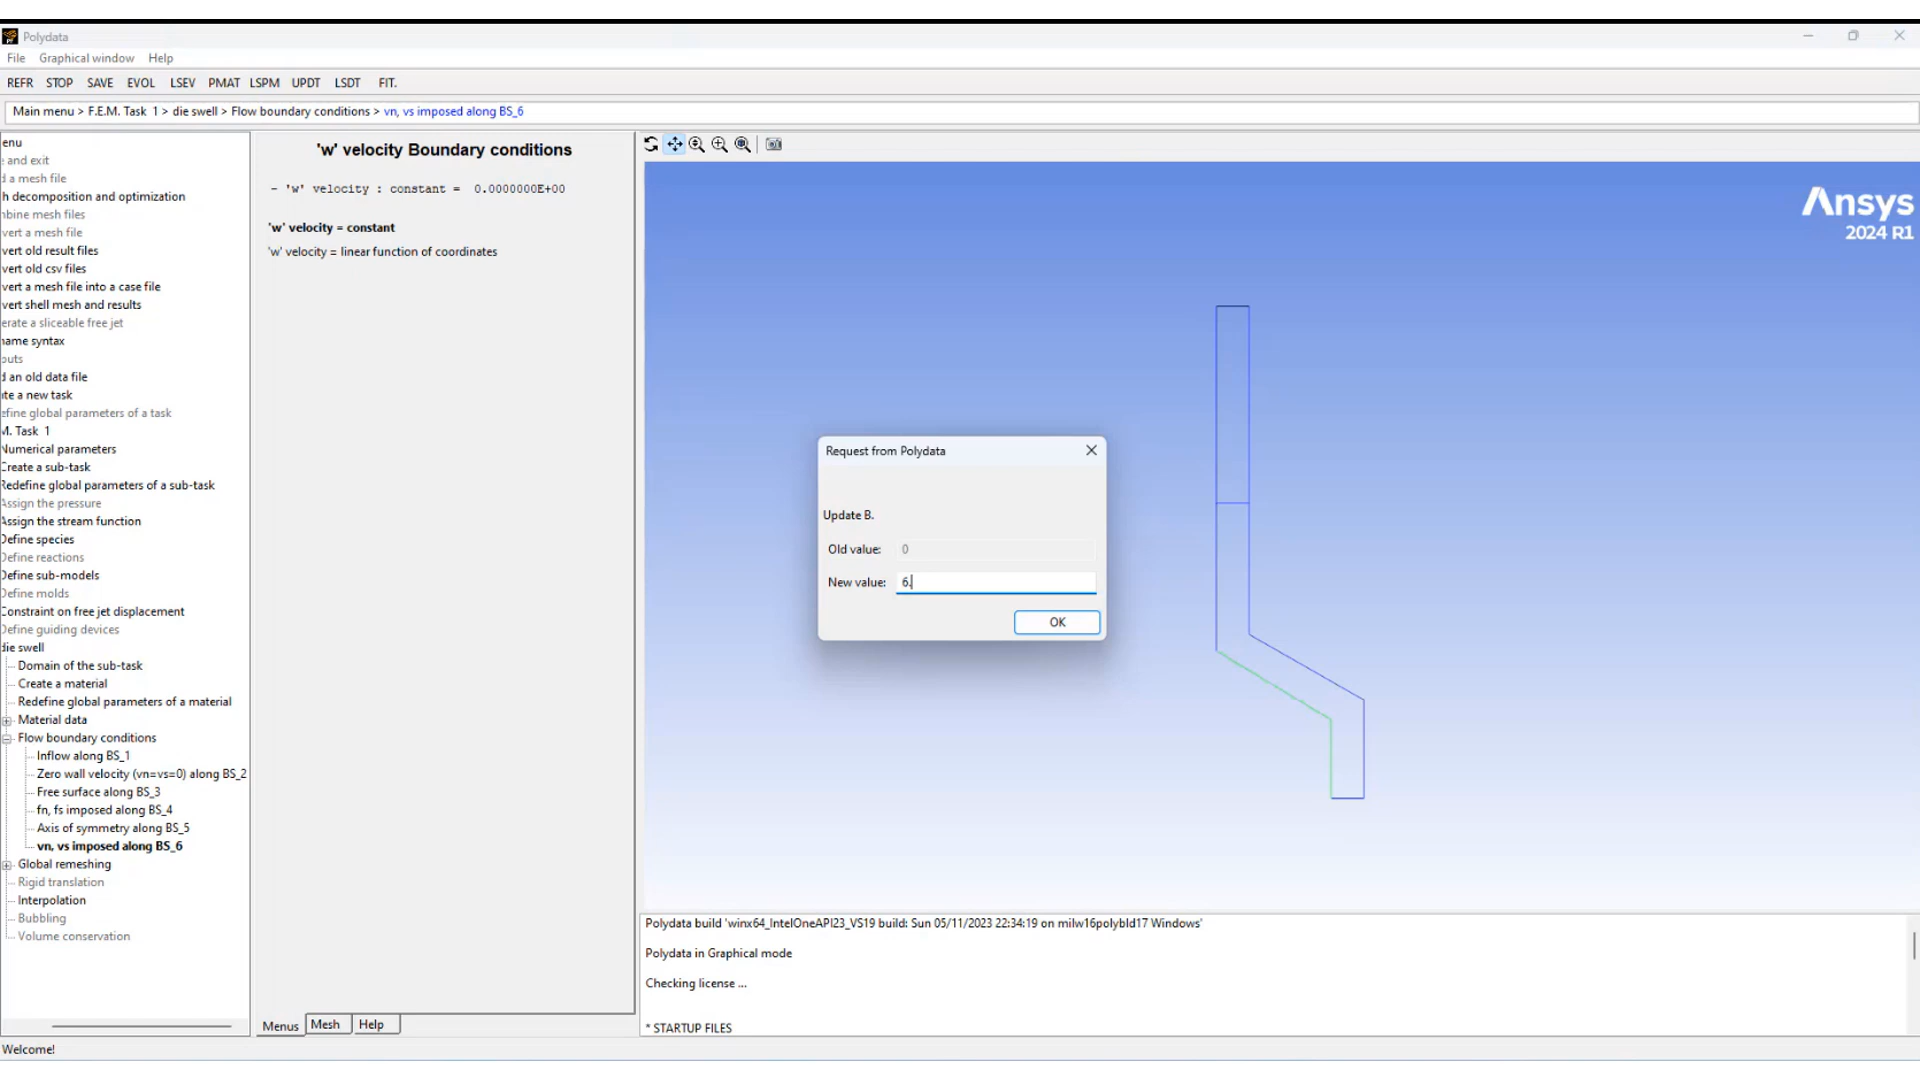 Polydata
File Graphical window Help
REFR STOP SAVE EVOL LSEV PMAT LSPM UPDT LSDT FIT.
Main menu > F.E.M. Task 1 > die swell > Flow boundary conditions > vn, vs imposed along BS_6
enu
e and exit
d a mesh file
h decomposition and optimization
nbine mesh files
vert a mesh file
vert old result files
vert old csv files
vert a mesh file into a case file
vert shell mesh and results
erate a sliceable free jet
name syntax
outs
d an old data file
ate a new task
efine global parameters of a task
M. Task 1
Numerical parameters
Create a sub-task
Redefine global parameters of a sub-task
Assign the pressure
Assign the stream function
Define species
Define reactions
Define sub-models
Define molds
Constraint on free jet displacement
Define guiding devices
die swell
Domain of the sub-task
Create a material
Redefine global parameters of a material
Material data
Flow boundary conditions
Inflow along BS_1
Zero wall velocity (vn=vs=0) along BS_2
Free surface along BS_3
fn, fs imposed along BS_4
Axis of symmetry along BS_5
vn, vs imposed along BS_6
Global remeshing
Rigid translation
Interpolation
Bubbling
Volume conservation
'w' velocity Boundary conditions
- 'w' velocity : constant = 0.0000000E+00
'w' velocity = constant
'w' velocity = linear function of coordinates
Menus Mesh Help
Ansys
2024 R1
Request from Polydata
Update B.
Old value: 0
New value: 6.
OK
Polydata build 'winx64_IntelOneAPI23_VS19 build: Sun 05/11/2023 22:34:19 on milw16polybld17 Windows'
Polydata in Graphical mode
Checking license ...
* STARTUP FILES
Welcome!